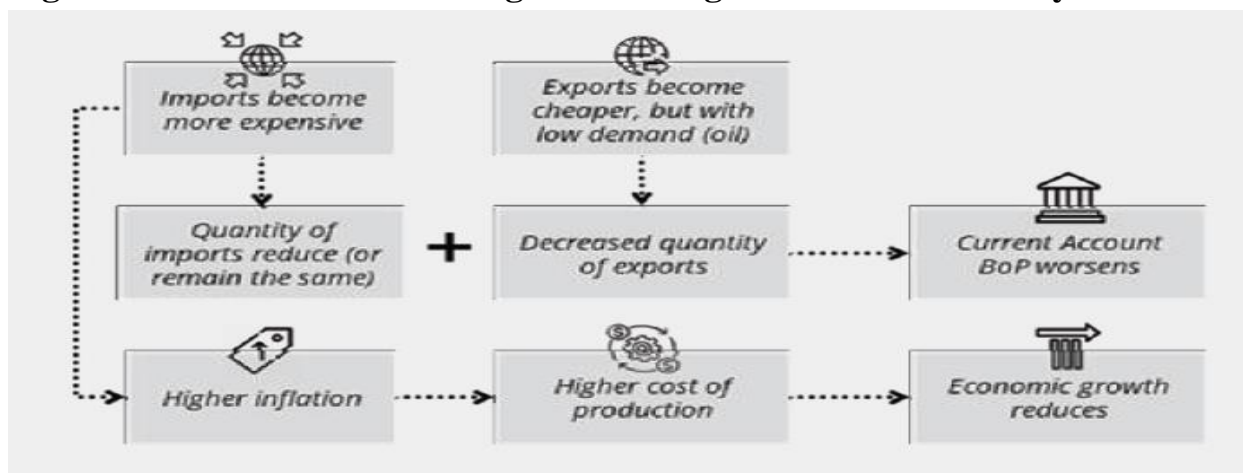 Imports become
more expensive
Exports become
cheaper, but with
low demand (oil)
Quantity of
imports reduce (or
remain the same)
+
Decreased quantity
of exports
Current Account
BoP worsens
Higher inflation
Higher cost of
production
Economic growth
reduces